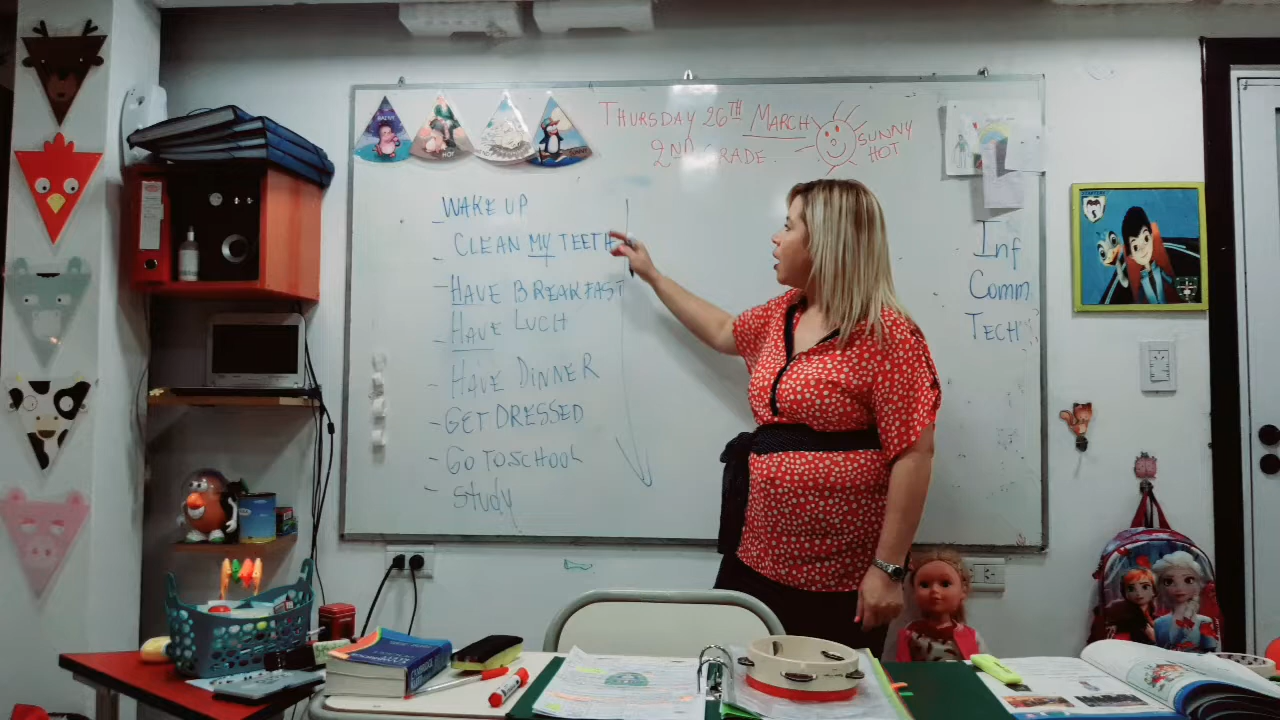 THURSDAY 26TH MARCH
2ND GRADE.
SUNNY
HOT
WAKE UP
CLEAN MY TEETH
- HAVE BREAKFAST
- HAVE LUCH
- HAVE DINNER
- GET DRESSED
- GO TO SCHOOL
- study
Inf
Comm
TECH
HOT